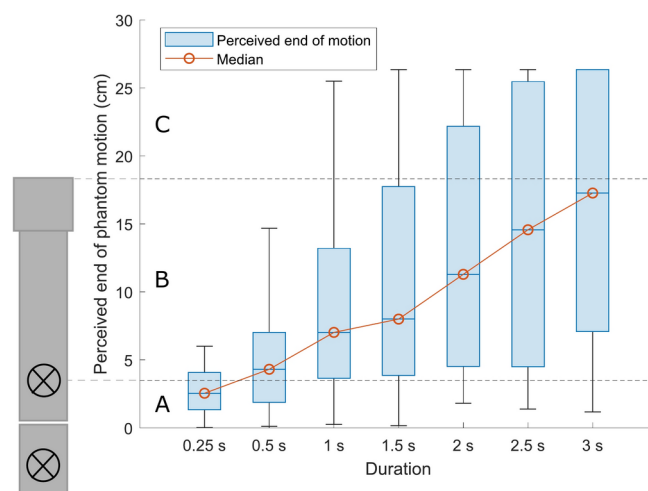 Perceived end of phantom motion (cm)
30
25
20
15
10
5
0
Perceived end of motion
Median
C
B
A
0.25 s 0.5 s 1 s 1.5 s 2 s 2.5 s 3 s
Duration